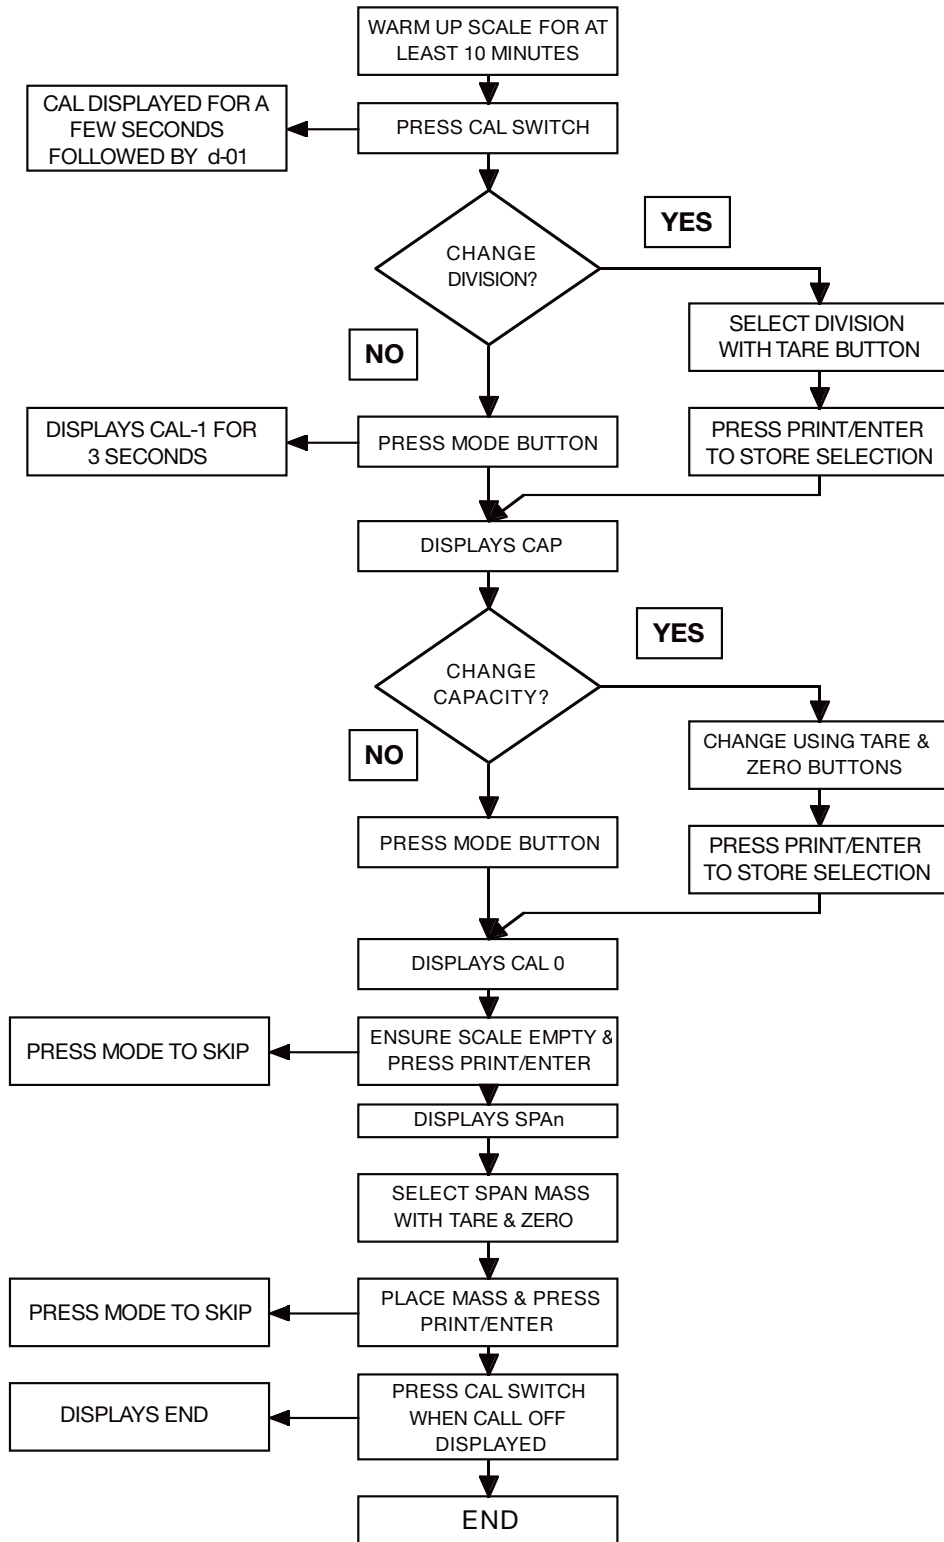 WARM UP SCALE FOR AT
LEAST 10 MINUTES
CAL DISPLAYED FOR A
FEW SECONDS
FOLLOWED BY d-01
PRESS CAL SWITCH
YES
CHANGE
DIVISION?
SELECT DIVISION
WITH TARE BUTTON
NO
DISPLAYS CAL-1 FOR
3 SECONDS
PRESS MODE BUTTON
PRESS PRINT/ENTER
TO STORE SELECTION
DISPLAYS CAP
YES
CHANGE
CAPACITY?
NO
CHANGE USING TARE &
ZERO BUTTONS
PRESS MODE BUTTON
PRESS PRINT/ENTER
TO STORE SELECTION
DISPLAYS CAL 0
PRESS MODE TO SKIP
ENSURE SCALE EMPTY &
PRESS PRINT/ENTER
DISPLAYS SPAn
SELECT SPAN MASS
WITH TARE & ZERO
PRESS MODE TO SKIP
PLACE MASS & PRESS
PRINT/ENTER
DISPLAYS END
PRESS CAL SWITCH
WHEN CALL OFF
DISPLAYED
END